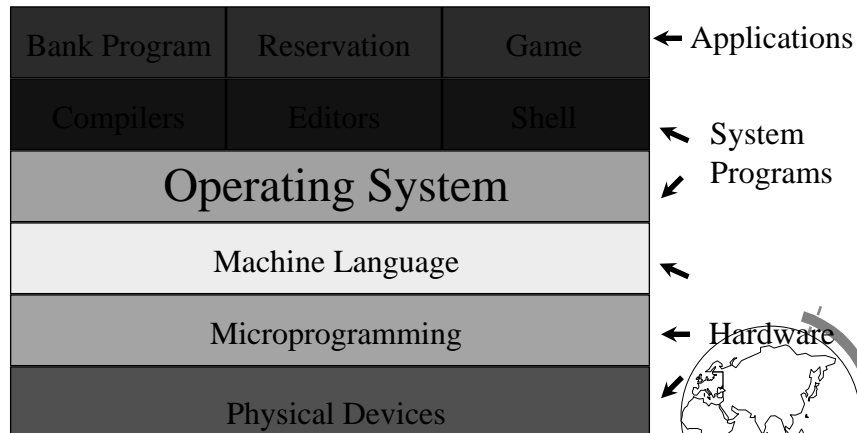 Bank Program Reservation Game Applications
Compilers Editors Shell
System
Programs
Operating System
Machine Language
Microprogramming Hardware
Physical Devices